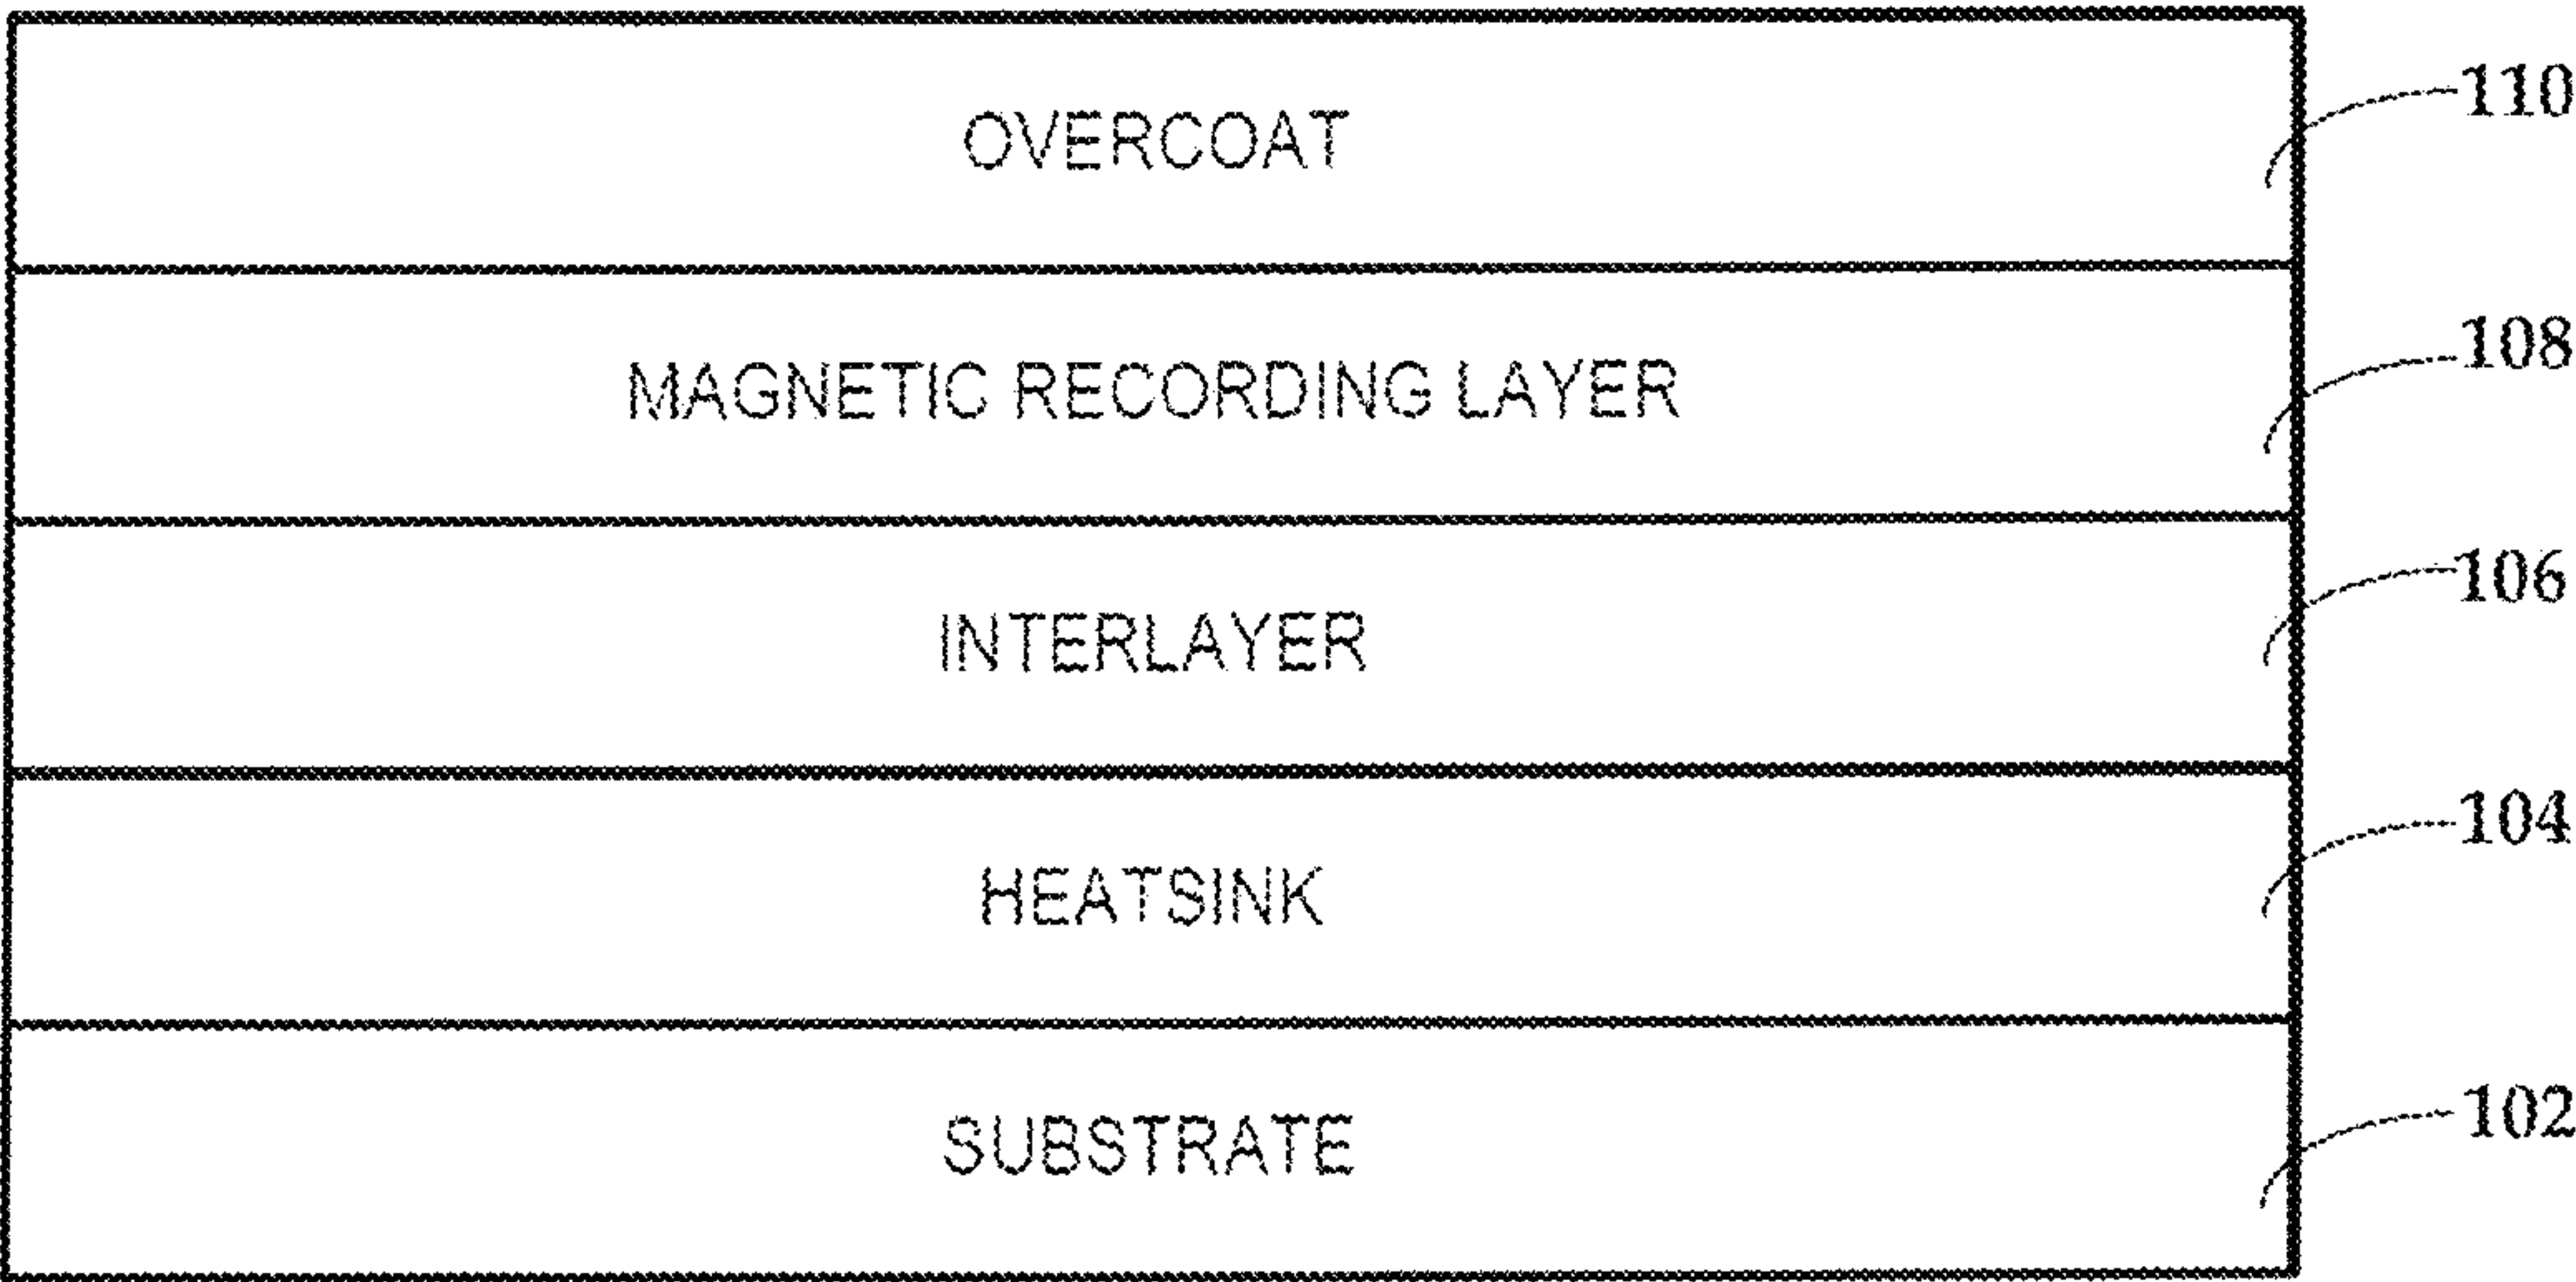 OVERCOAT
110
MAGNETIC RECORDING LAYER
108
INTERLAYER
106
HEATSINK
104
SUBSTRATE
102